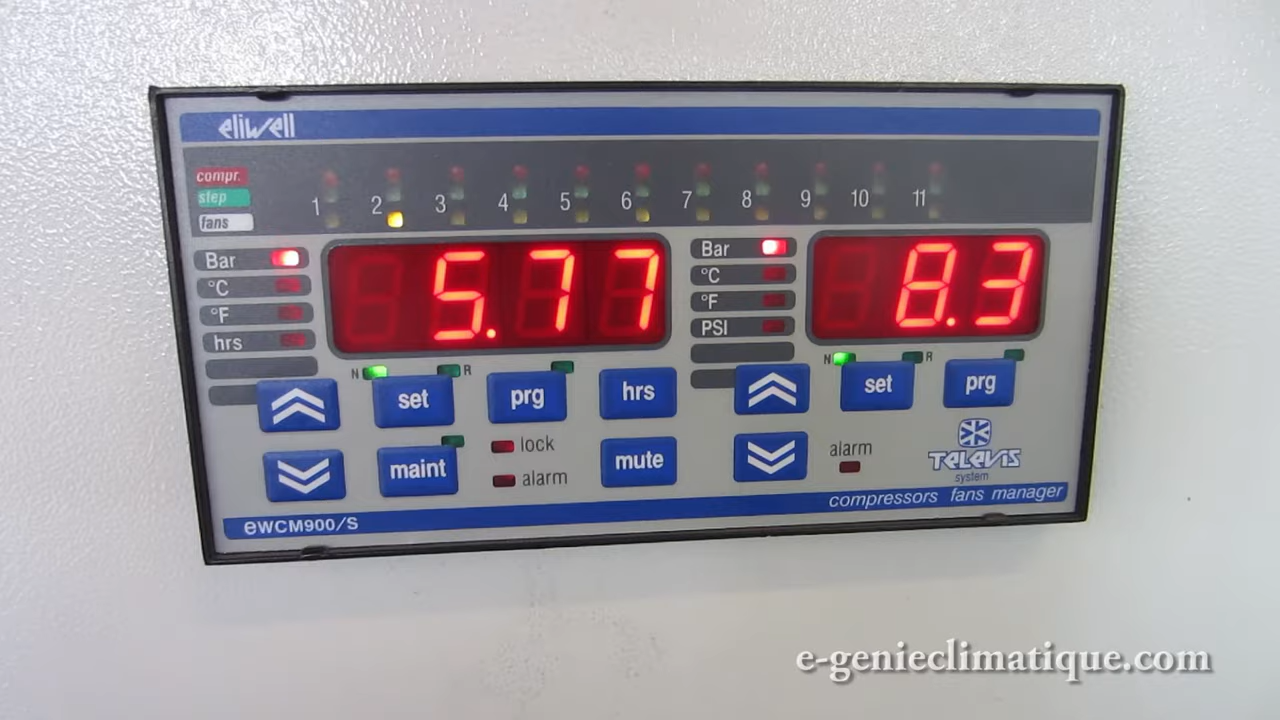 eliwell
compr.
step
fans
1 2 3 4 5 6 7 8 9 10 11
Bar
°C
°F
hrs
5.77
Bar
°C
°F
PSI
8.3
N R
set
prg
hrs
maint
lock
alarm
mute
N R
set
prg
alarm
TELEVIS
system
compressors fans manager
eWCM900/S
e-genieclimatique.com